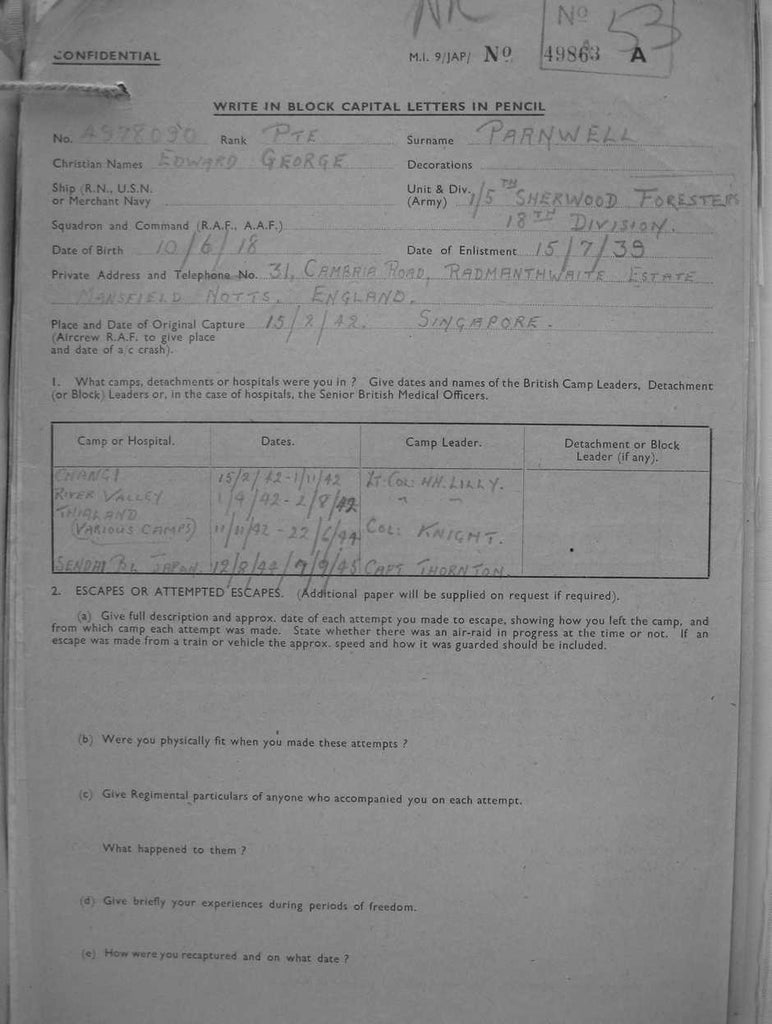 NK
No 53
CONFIDENTIAL M.I. 9/JAP/ No. 49863 A
WRITE IN BLOCK CAPITAL LETTERS IN PENCIL
No. 4978090 Rank PTE Surname PARNWELL
Christian Names EDWARD GEORGE Decorations
Ship (R.N., U.S.N. or Merchant Navy Unit & Div. (Army) 1/5TH SHERWOOD FORESTERS
Squadron and Command (R.A.F., A.A.F.) 18TH DIVISION.
Date of Birth 10/6/18 Date of Enlistment 15/7/39
Private Address and Telephone No. 31, CAMBRIA ROAD, RADMANTHWAITE ESTATE
MANSFIELD NOTTS. ENGLAND.
Place and Date of Original Capture 15/2/42. SINGAPORE.
(Aircrew R.A.F. to give place
and date of a/c crash).
1. What camps, detachments or hospitals were you in ? Give dates and names of the British Camp Leaders, Detachment
(or Block) Leaders or, in the case of hospitals, the Senior British Medical Officers.
Camp or Hospital. Dates. Camp Leader. Detachment or Block
Leader (if any).
CHANGI 15/2/42-1/11/42 LT-COL: HH. LILLY.
RIVER VALLEY 1/4/42-2/8/42 " "
THIALAND
(VARIOUS CAMPS) 11/11/42-22/6/44 COL: KNIGHT.
SENDAI JAPAN. 12/8/44/9/9/45 CAPT THORNTON.
2. ESCAPES OR ATTEMPTED ESCAPES. (Additional paper will be supplied on request if required).
(a) Give full description and approx. date of each attempt you made to escape, showing how you left the camp, and
from which camp each attempt was made. State whether there was an air-raid in progress at the time or not. If an
escape was made from a train or vehicle the approx. speed and how it was guarded should be included.
(b) Were you physically fit when you made these attempts ?
(c) Give Regimental particulars of anyone who accompanied you on each attempt.
What happened to them ?
(d) Give briefly your experiences during periods of freedom.
(e) How were you recaptured and on what date ?